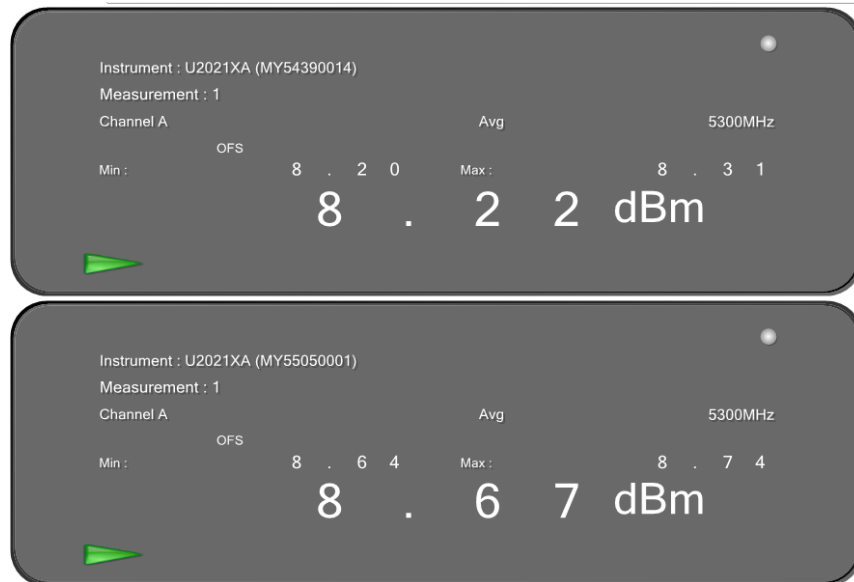 Instrument : U2021XA (MY54390014)
Measurement : 1
Channel A Avg 5300MHz
OFS
Min : 8 . 2 0 Max : 8 . 3 1
8 . 2 2 dBm
Instrument : U2021XA (MY55050001)
Measurement : 1
Channel A Avg 5300MHz
OFS
Min : 8 . 6 4 Max : 8 . 7 4
8 . 6 7 dBm